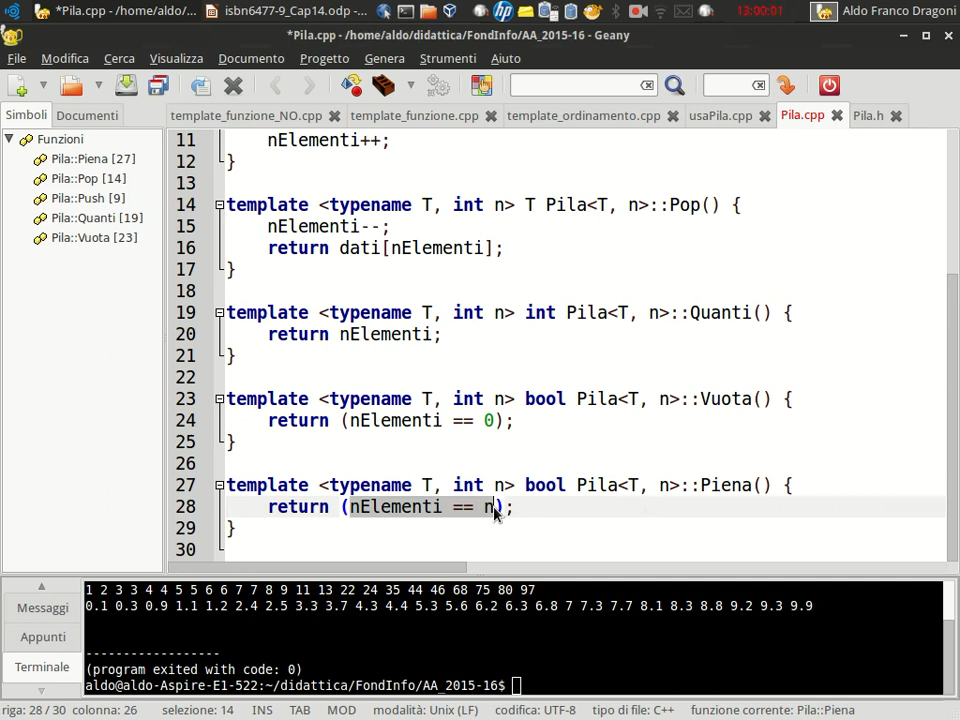 *Pila.cpp - /home/aldo/... isbn6477-9_Cap14.odp -... 13:00:01 Aldo Franco Dragoni
*Pila.cpp - /home/aldo/didattica/FondInfo/AA_2015-16 - Geany
File Modifica Cerca Visualizza Documento Progetto Genera Strumenti Aiuto
Simboli Documenti template_funzione_NO.cpp template_funzione.cpp template_ordinamento.cpp usaPila.cpp Pila.cpp Pila.h
Funzioni
Pila::Piena [27]
Pila::Pop [14]
Pila::Push [9]
Pila::Quanti [19]
Pila::Vuota [23]
11 nElementi++;
12 }
13
14 template <typename T, int n> T Pila<T, n>::Pop() {
15 nElementi--;
16 return dati[nElementi];
17 }
18
19 template <typename T, int n> int Pila<T, n>::Quanti() {
20 return nElementi;
21 }
22
23 template <typename T, int n> bool Pila<T, n>::Vuota() {
24 return (nElementi == 0);
25 }
26
27 template <typename T, int n> bool Pila<T, n>::Piena() {
28 return (nElementi == n);
29 }
30
Messaggi
Appunti
Terminale
1 2 3 3 4 4 5 5 6 6 7 7 8 9 11 13 22 24 35 44 46 68 75 80 97
0.1 0.3 0.9 1.1 1.2 2.4 2.5 3.3 3.7 4.3 4.4 5.3 5.6 6.2 6.3 6.8 7 7.3 7.7 8.1 8.3 8.8 9.2 9.3 9.9
------------------
(program exited with code: 0)
aldo@aldo-Aspire-E1-522:~/didattica/FondInfo/AA_2015-16$
riga: 28 / 30 colonna: 26 selezione: 14 INS TAB MOD modalità: Unix (LF) codifica: UTF-8 tipo di file: C++ funzione corrente: Pila::Piena